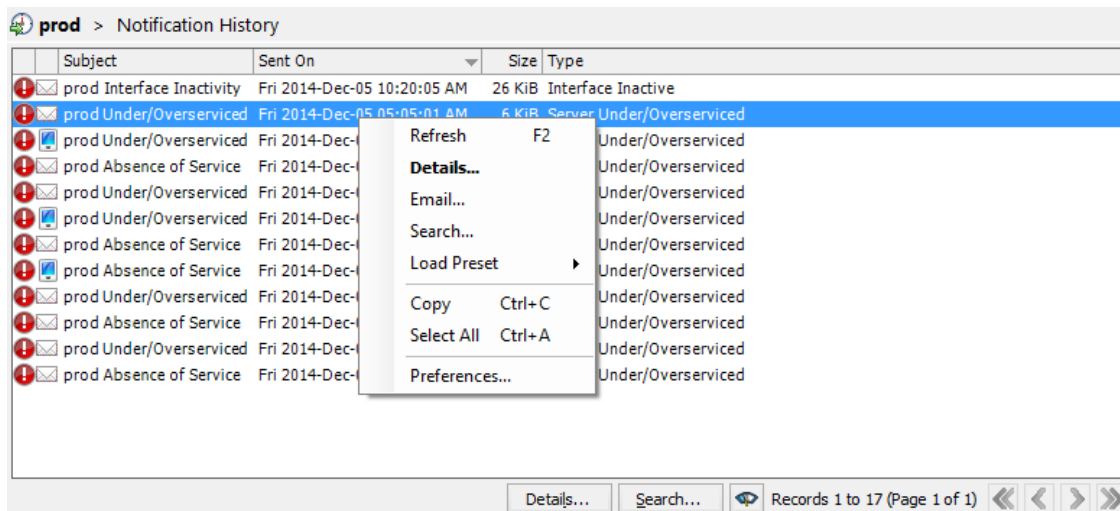 prod > Notification History
Subject Sent On Size Type
prod Interface Inactivity Fri 2014-Dec-05 10:20:05 AM 26 KiB Interface Inactive
prod Under/Overserviced Fri 2014-Dec-05 05:05:01 AM 6 KiB Server Under/Overserviced
prod Under/Overserviced Fri 2014-Dec- Under/Overserviced
prod Absence of Service Fri 2014-Dec- Under/Overserviced
prod Under/Overserviced Fri 2014-Dec- Under/Overserviced
prod Under/Overserviced Fri 2014-Dec- Under/Overserviced
prod Absence of Service Fri 2014-Dec- Under/Overserviced
prod Absence of Service Fri 2014-Dec- Under/Overserviced
prod Under/Overserviced Fri 2014-Dec- Under/Overserviced
prod Absence of Service Fri 2014-Dec- Under/Overserviced
prod Under/Overserviced Fri 2014-Dec- Under/Overserviced
prod Absence of Service Fri 2014-Dec- Under/Overserviced
Refresh F2
Details...
Email...
Search...
Load Preset
Copy Ctrl+C
Select All Ctrl+A
Preferences...
Details... Search... Records 1 to 17 (Page 1 of 1)